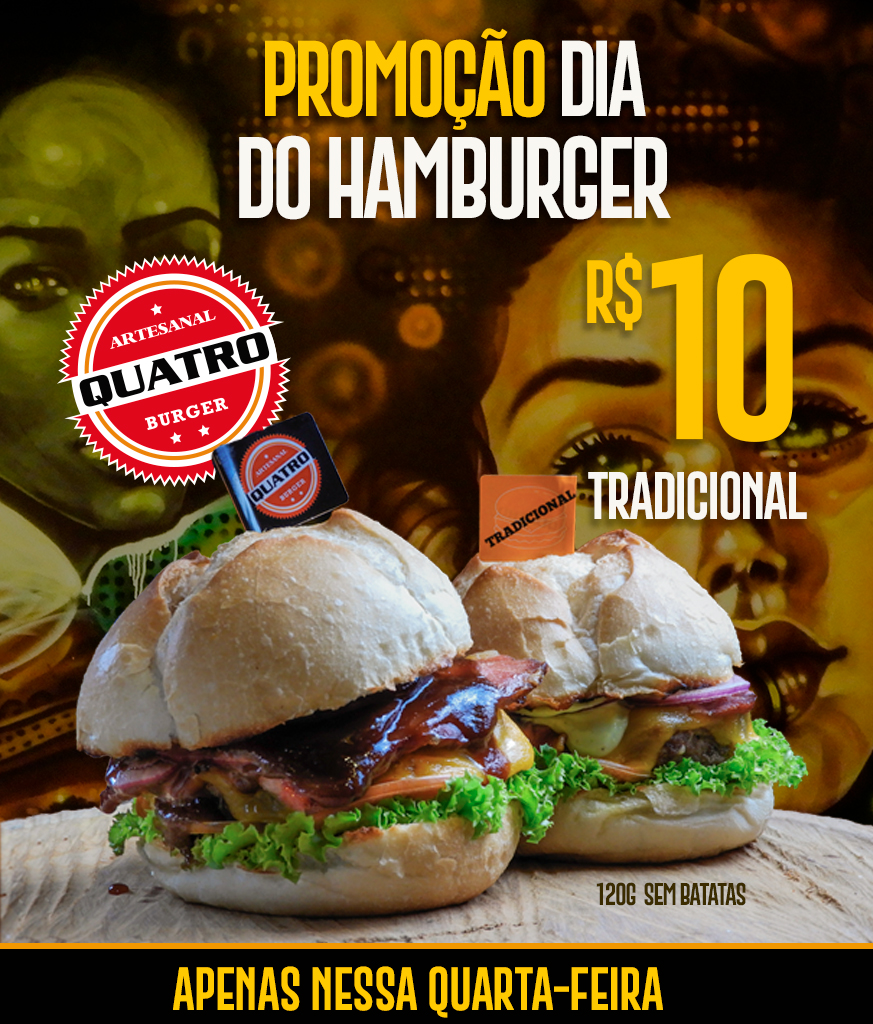 PROMOÇÃO DIA
DO HAMBURGER
R$10
TRADICIONAL
ARTESANAL
QUATRO
BURGER
ARTESANAL
QUATRO
BURGER
TRADICIONAL
120G SEM BATATAS
APENAS NESSA QUARTA-FEIRA